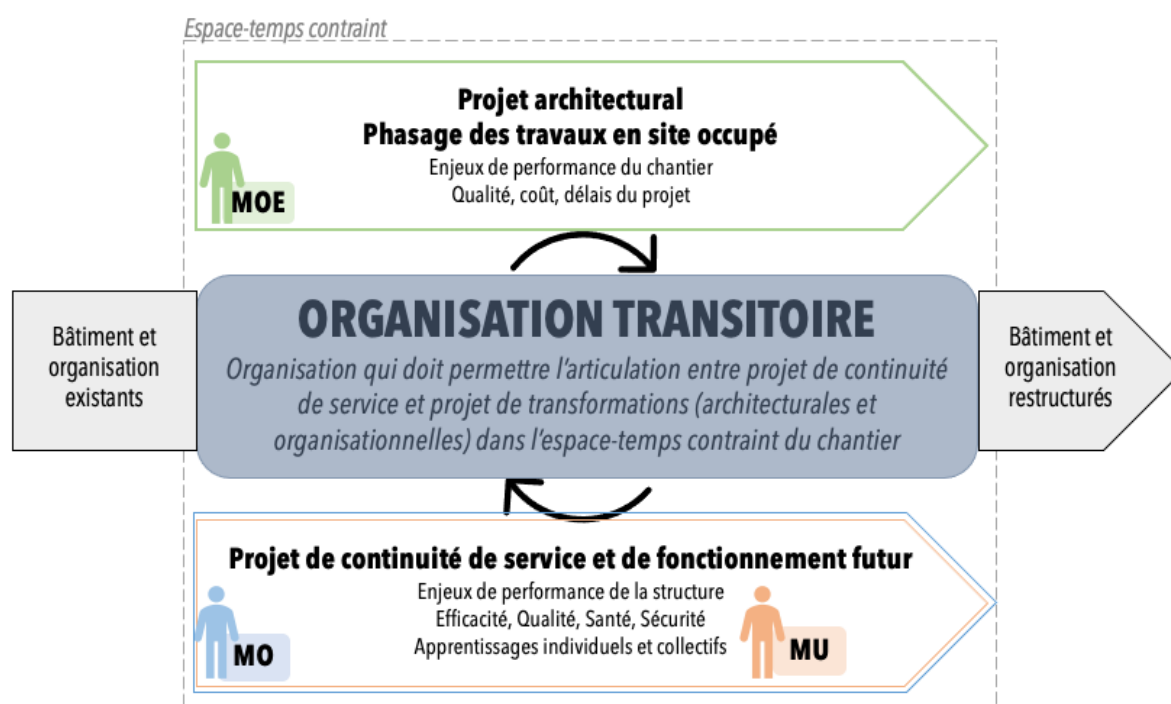 Espace-temps contraint
Projet architectural
Phasage des travaux en site occupé
Enjeux de performance du chantier
Qualité, coût, délais du projet
MOE
Bâtiment et
organisation
existants
ORGANISATION TRANSITOIRE
Organisation qui doit permettre l'articulation entre projet de continuité
de service et projet de transformations (architecturales et
organisationnelles) dans l'espace-temps contraint du chantier
Bâtiment et
organisation
restructurés
Projet de continuité de service et de fonctionnement futur
Enjeux de performance de la structure
Efficacité, Qualité, Santé, Sécurité
Apprentissages individuels et collectifs
MO
MU